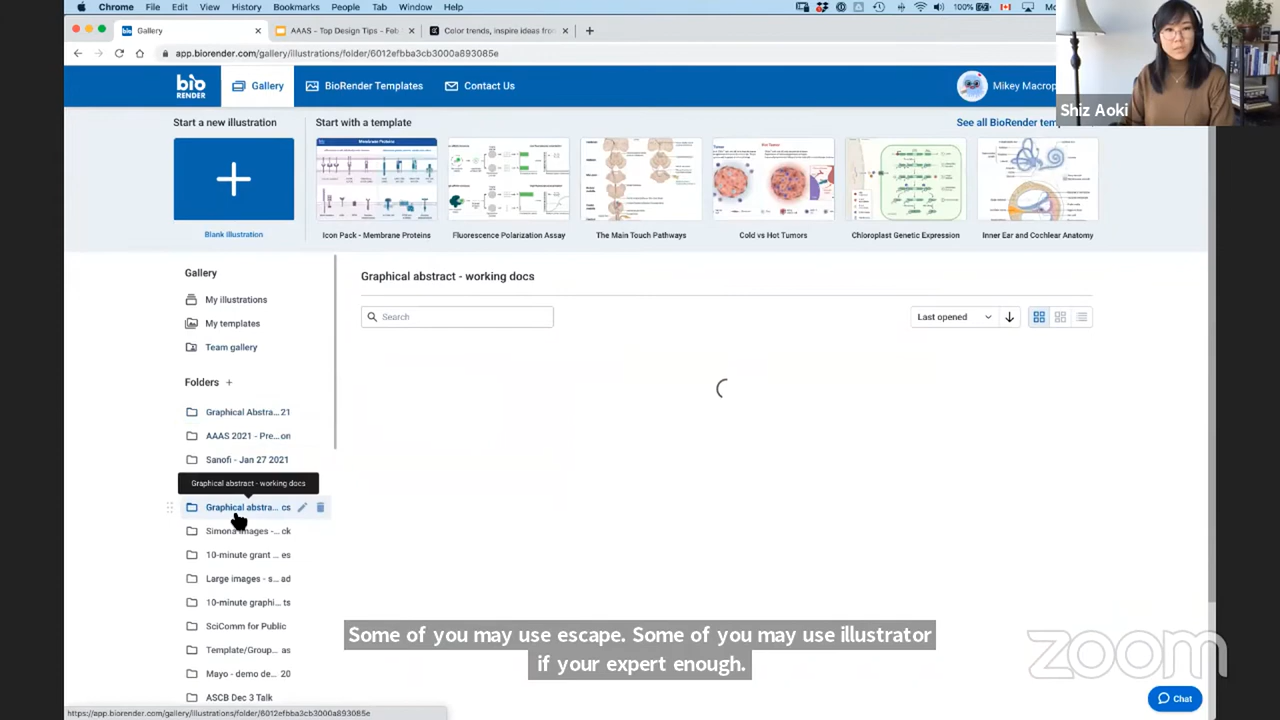 Chrome File Edit View History Bookmarks People Tab Window Help
100%
Gallery
AAAS - Top Design Tips - Feb
Color trends, inspire ideas from
app.biorender.com/gallery/illustrations/folder/6012efbba3cb3000a893085e
bio
RENDER
Gallery
BioRender Templates
Contact Us
Mikey Macrop
Shiz Aoki
Start a new illustration
Start with a template
See all BioRender temp
Membrane Proteins
Blank Illustration
Icon Pack - Membrane Proteins
Fluorescence Polarization Assay
The Main Touch Pathways
Cold vs Hot Tumors
Chloroplast Genetic Expression
Inner Ear and Cochlear Anatomy
Gallery
My illustrations
My templates
Team gallery
Folders +
Graphical Abstra... 21
AAAS 2021 - Pre... on
Sanofi - Jan 27 2021
Graphical abstract - working docs
Graphical abstra... cs
Simona Images -... ck
10-minute grant ... es
Large images - s... ad
10-minute graphi... ts
SciComm for Public
Template/Group... as
Mayo - demo de... 20
ASCB Dec 3 Talk
Graphical abstract - working docs
Search
Last opened
Some of you may use escape. Some of you may use illustrator
if your expert enough.
zoom
Chat
https://app.biorender.com/gallery/illustrations/folder/6012efbba3cb3000a893085e